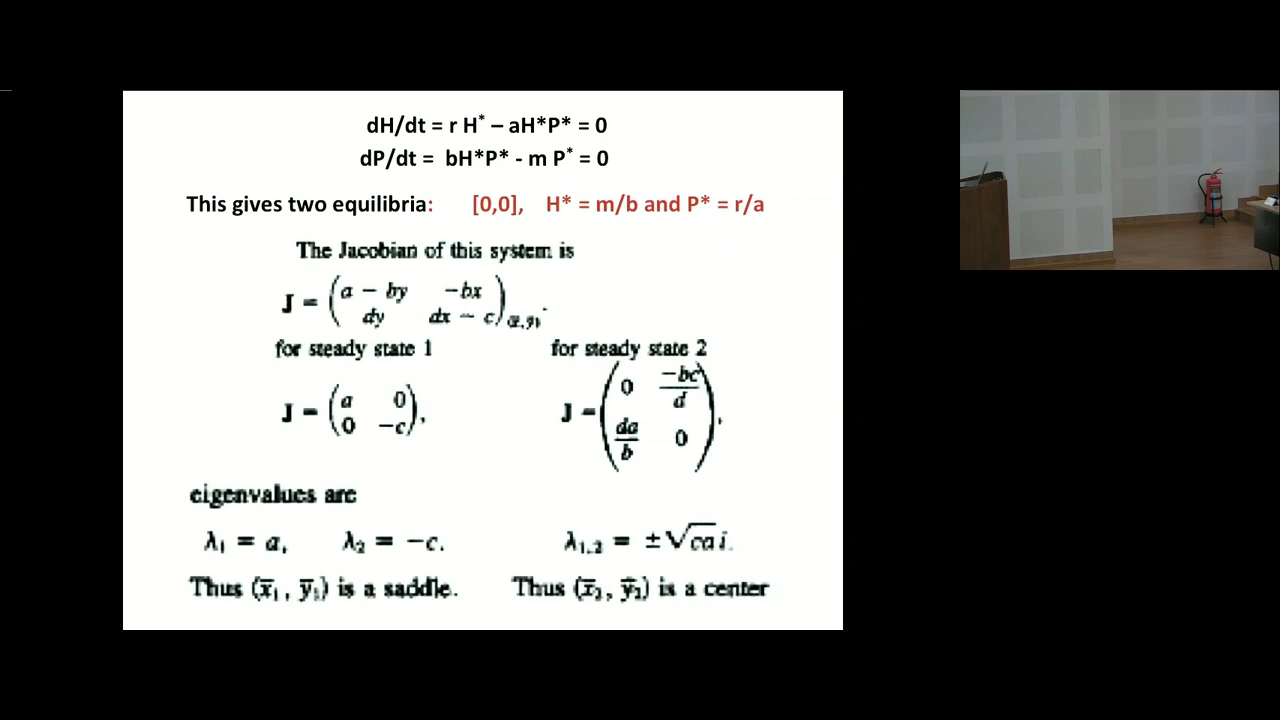 dH/dt = r H* – aH*P* = 0
dP/dt = bH*P* - m P* = 0
This gives two equilibria: [0,0], H* = m/b and P* = r/a
The Jacobian of this system is
J = (a − by −bx
dy dx − c)(x̄, ȳ).
for steady state 1 for steady state 2
J = (a 0
0 −c), J = (0 −bc/d
da/b 0),
eigenvalues are
λ1 = a, λ2 = −c. λ1,2 = ±√ca i.
Thus (x̄1, ȳ1) is a saddle. Thus (x̄2, ȳ2) is a center